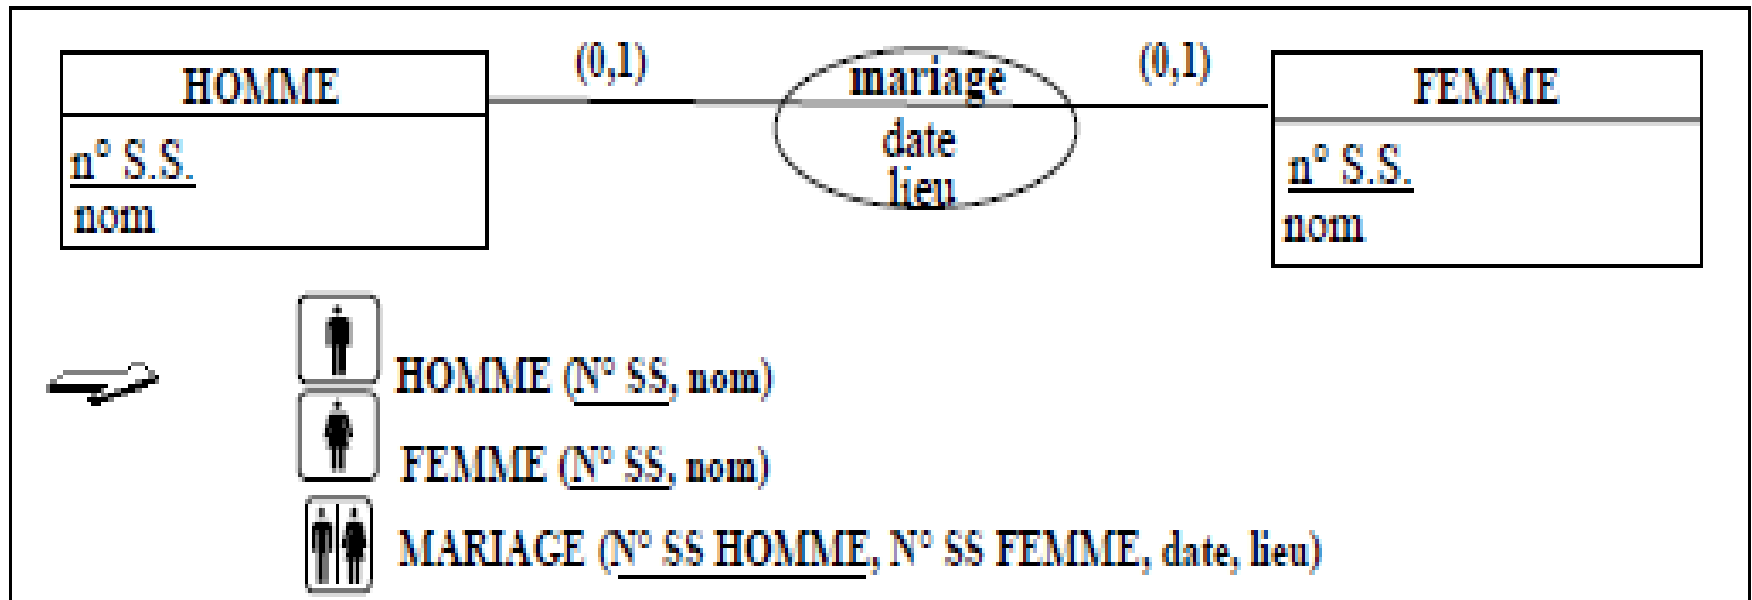 (0,1) (0,1)
HOMME mariage FEMME
n° S.S. date n° S.S.
nom lieu nom
HOMME (N° SS, nom)
FEMME (N° SS, nom)
MARIAGE (N° SS HOMME, N° SS FEMME, date, lieu)